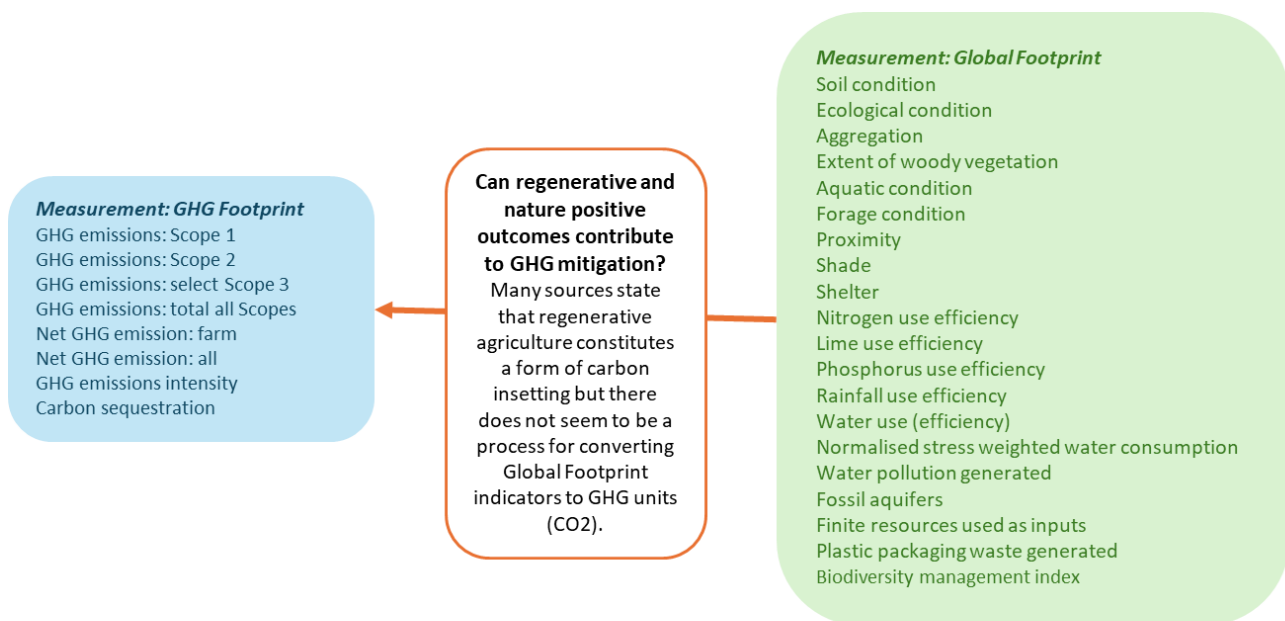 Measurement: GHG Footprint
GHG emissions: Scope 1
GHG emissions: Scope 2
GHG emissions: select Scope 3
GHG emissions: total all Scopes
Net GHG emission: farm
Net GHG emission: all
GHG emissions intensity
Carbon sequestration
Can regenerative and
nature positive
outcomes contribute
to GHG mitigation?
Many sources state
that regenerative
agriculture constitutes
a form of carbon
insetting but there
does not seem to be a
process for converting
Global Footprint
indicators to GHG units
(CO2).
Measurement: Global Footprint
Soil condition
Ecological condition
Aggregation
Extent of woody vegetation
Aquatic condition
Forage condition
Proximity
Shade
Shelter
Nitrogen use efficiency
Lime use efficiency
Phosphorus use efficiency
Rainfall use efficiency
Water use (efficiency)
Normalised stress weighted water consumption
Water pollution generated
Fossil aquifers
Finite resources used as inputs
Plastic packaging waste generated
Biodiversity management index